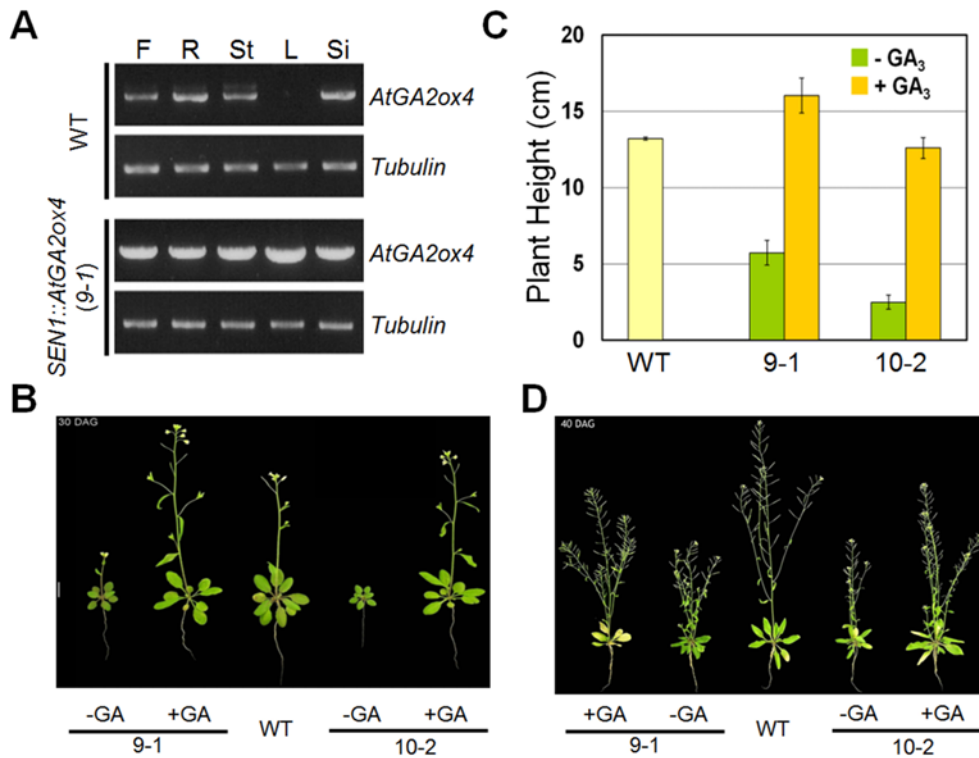 A
F R St L Si
WT
AtGA2ox4
Tubulin
SEN1::AtGA2ox4
(9-1)
AtGA2ox4
Tubulin
C
Plant Height (cm)
20
15
10
5
0
- GA₃
+ GA₃
WT 9-1 10-2
B
30 DAG
-GA +GA WT -GA +GA
9-1 10-2
D
40 DAG
+GA -GA WT -GA +GA
9-1 10-2